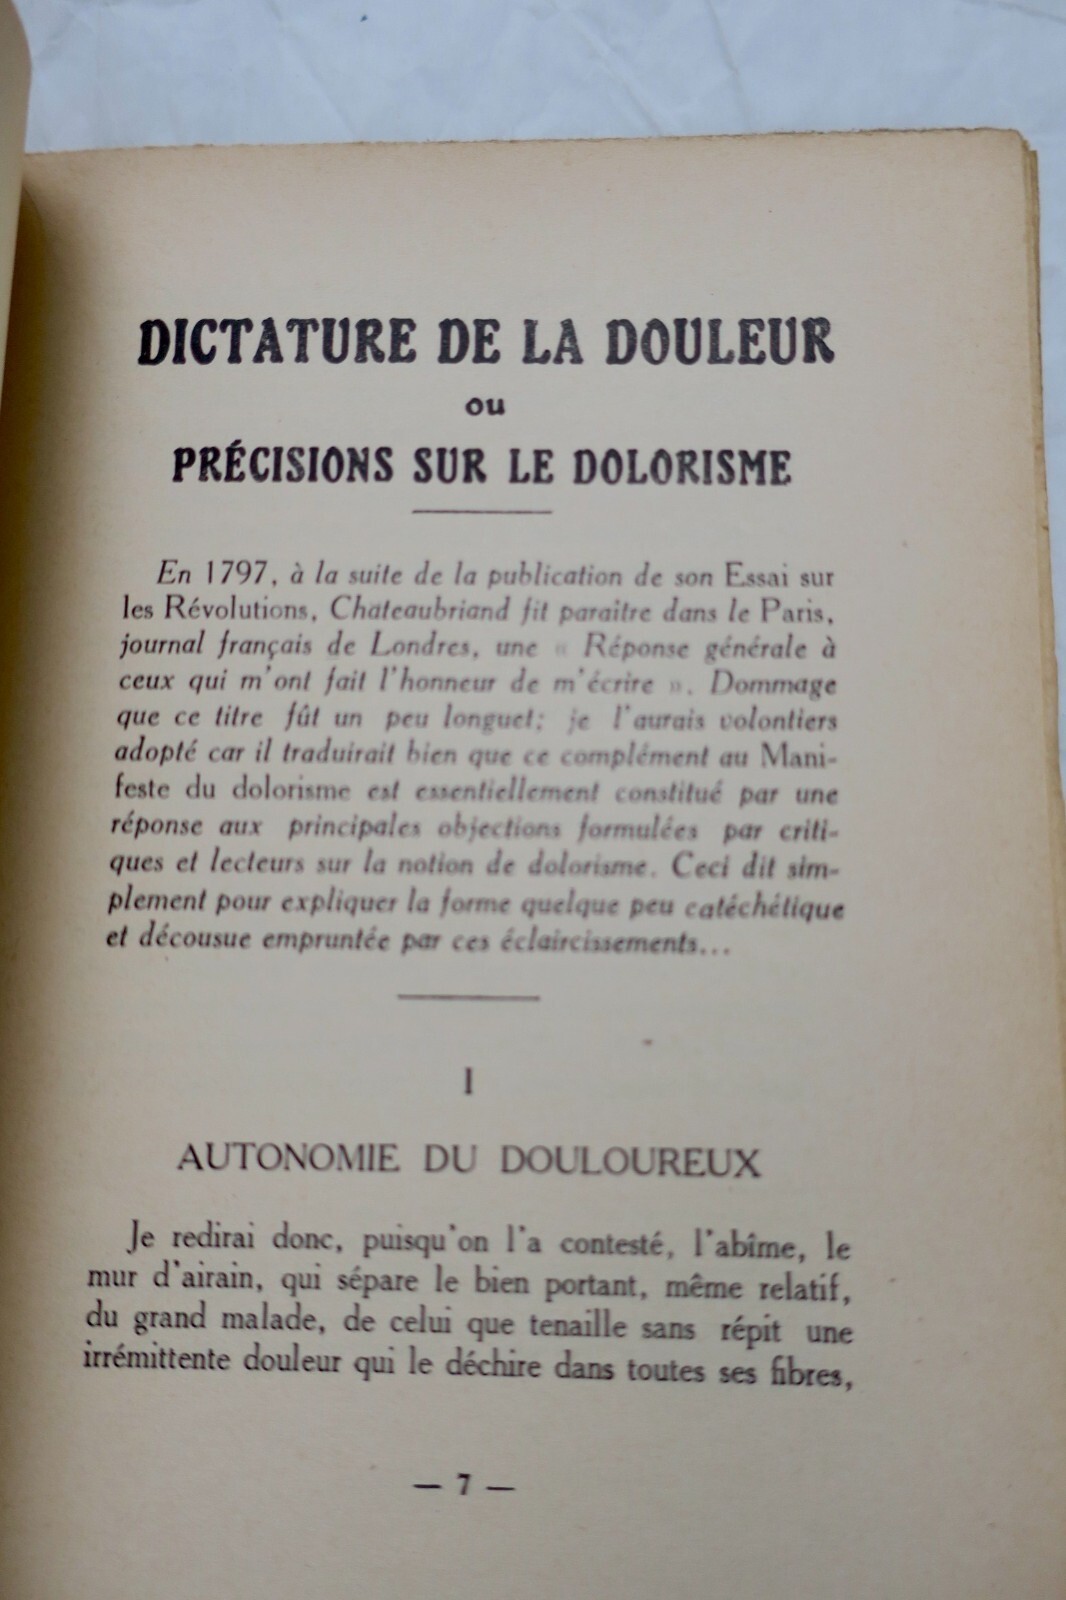 DICTATURE DE LA DOULEUR
ou
PRÉCISIONS SUR LE DOLORISME
En 1797, à la suite de la publication de son Essai sur
les Révolutions, Chateaubriand fit paraître dans le Paris,
journal français de Londres, une « Réponse générale à
ceux qui m'ont fait l'honneur de m'écrire ». Dommage
que ce titre fût un peu longuet; je l'aurais volontiers
adopté car il traduirait bien que ce complément au Mani-
feste du dolorisme est essentiellement constitué par une
réponse aux principales objections formulées par criti-
ques et lecteurs sur la notion de dolorisme. Ceci dit sim-
plement pour expliquer la forme quelque peu catéchétique
et décousue empruntée par ces éclaircissements...
I
AUTONOMIE DU DOULOUREUX
Je redirai donc, puisqu'on l'a contesté, l'abîme, le
mur d'airain, qui sépare le bien portant, même relatif,
du grand malade, de celui que tenaille sans répit une
irrémittente douleur qui le déchire dans toutes ses fibres,
— 7 —